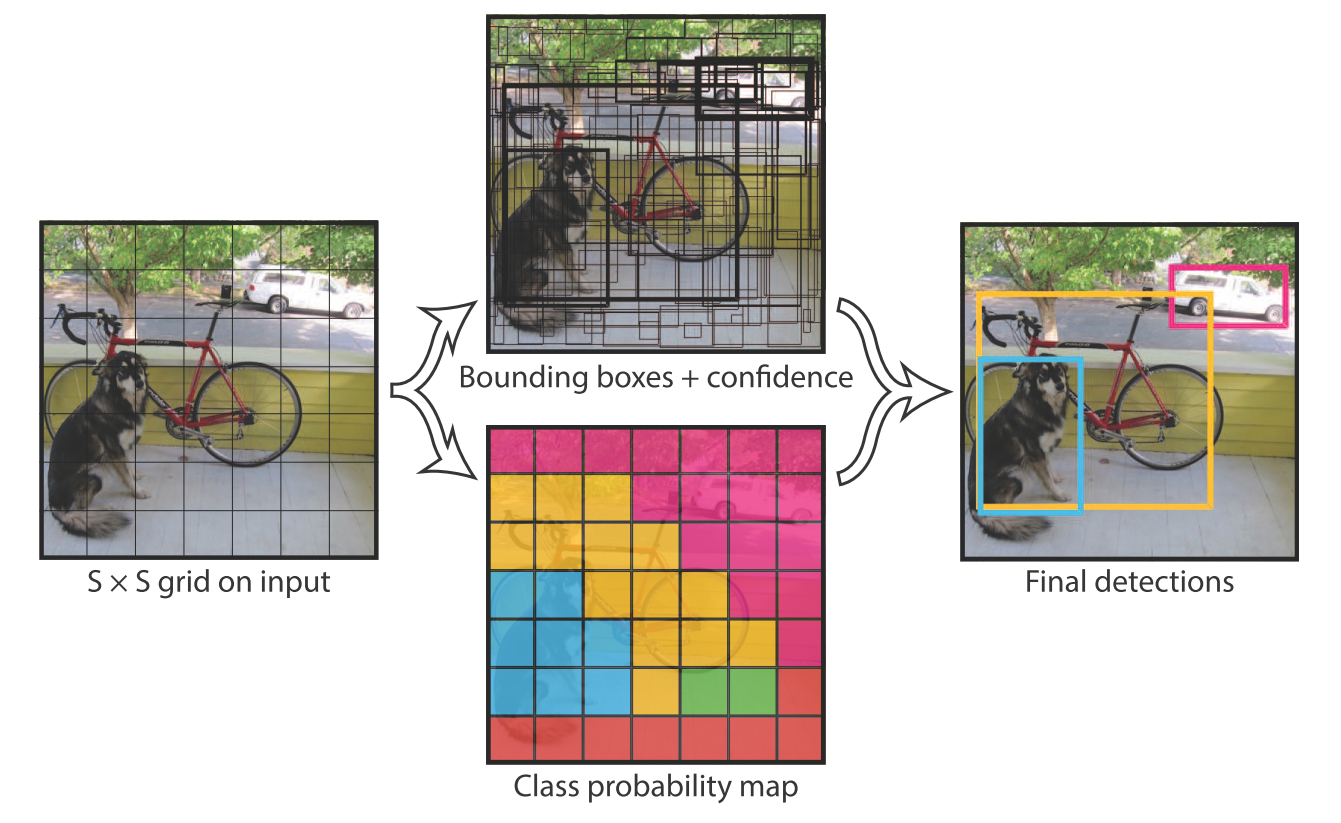 S × S grid on input
Bounding boxes + confidence
Class probability map
Final detections